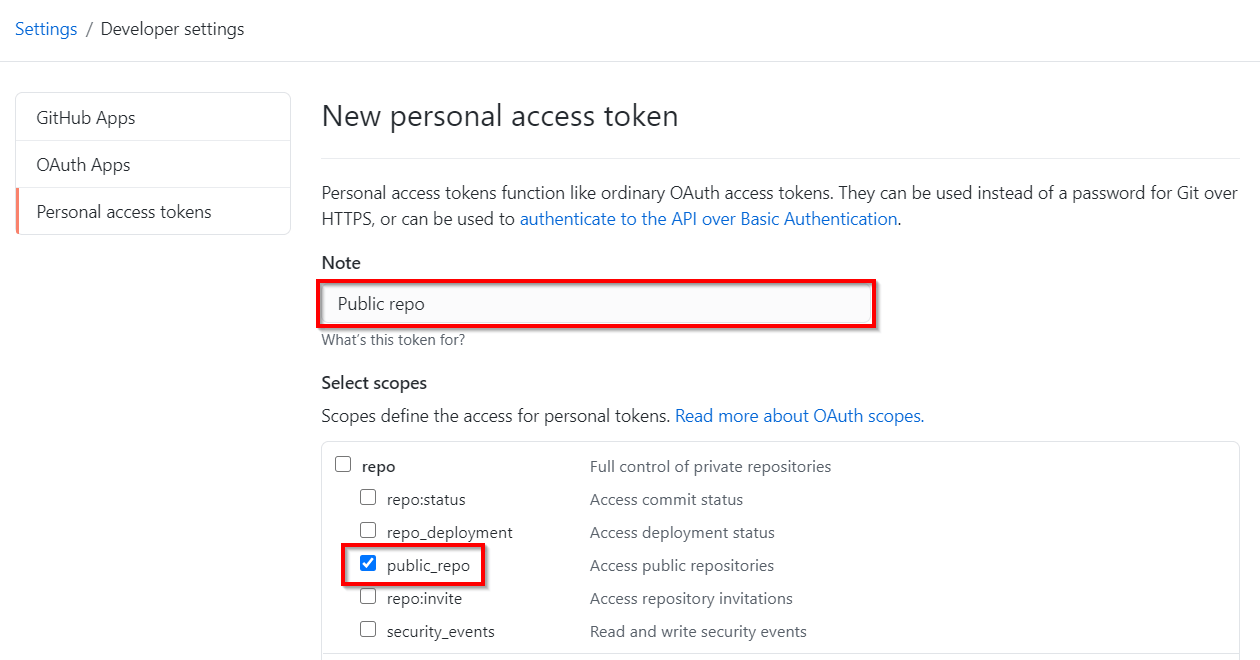 Settings / Developer settings
GitHub Apps
OAuth Apps
Personal access tokens
New personal access token
Personal access tokens function like ordinary OAuth access tokens. They can be used instead of a password for Git over
HTTPS, or can be used to authenticate to the API over Basic Authentication.
Note
Public repo
What's this token for?
Select scopes
Scopes define the access for personal tokens. Read more about OAuth scopes.
repo Full control of private repositories
repo:status Access commit status
repo_deployment Access deployment status
public_repo Access public repositories
repo:invite Access repository invitations
security_events Read and write security events